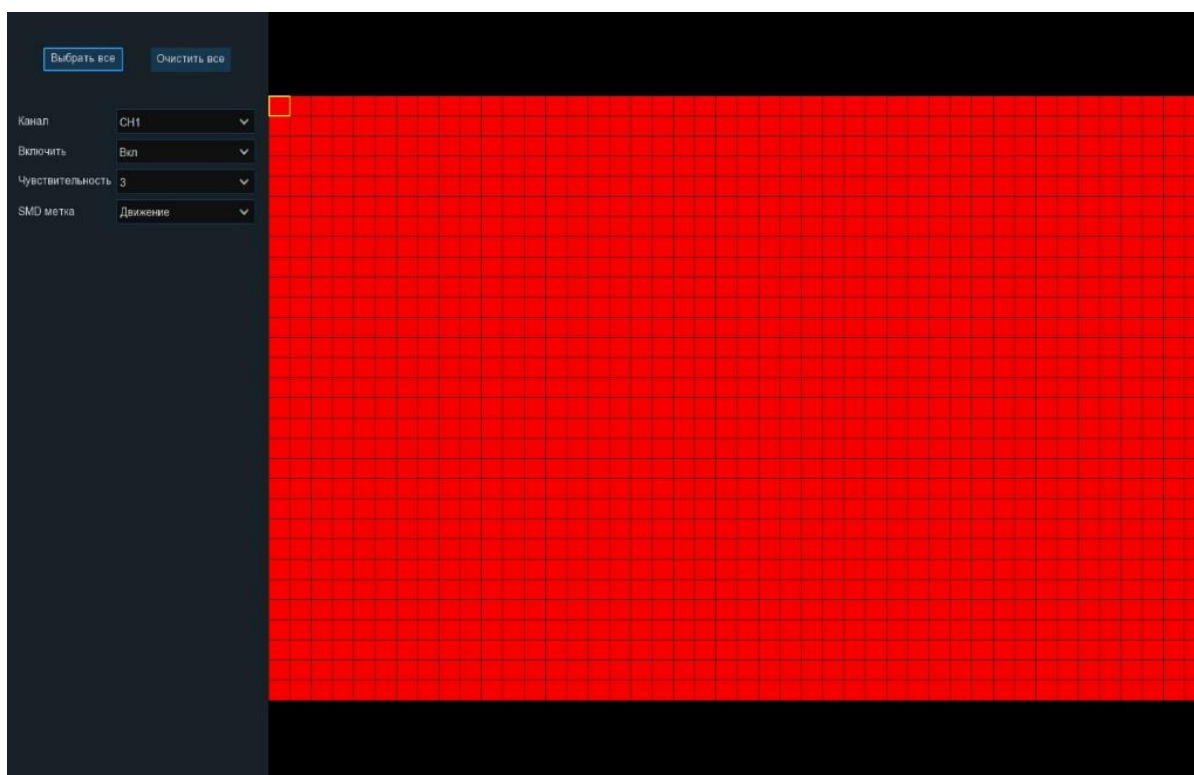 Выбрать все Очистить все
Канал CH1
Включить Вкл
Чувствительность 3
SMD метка Движение